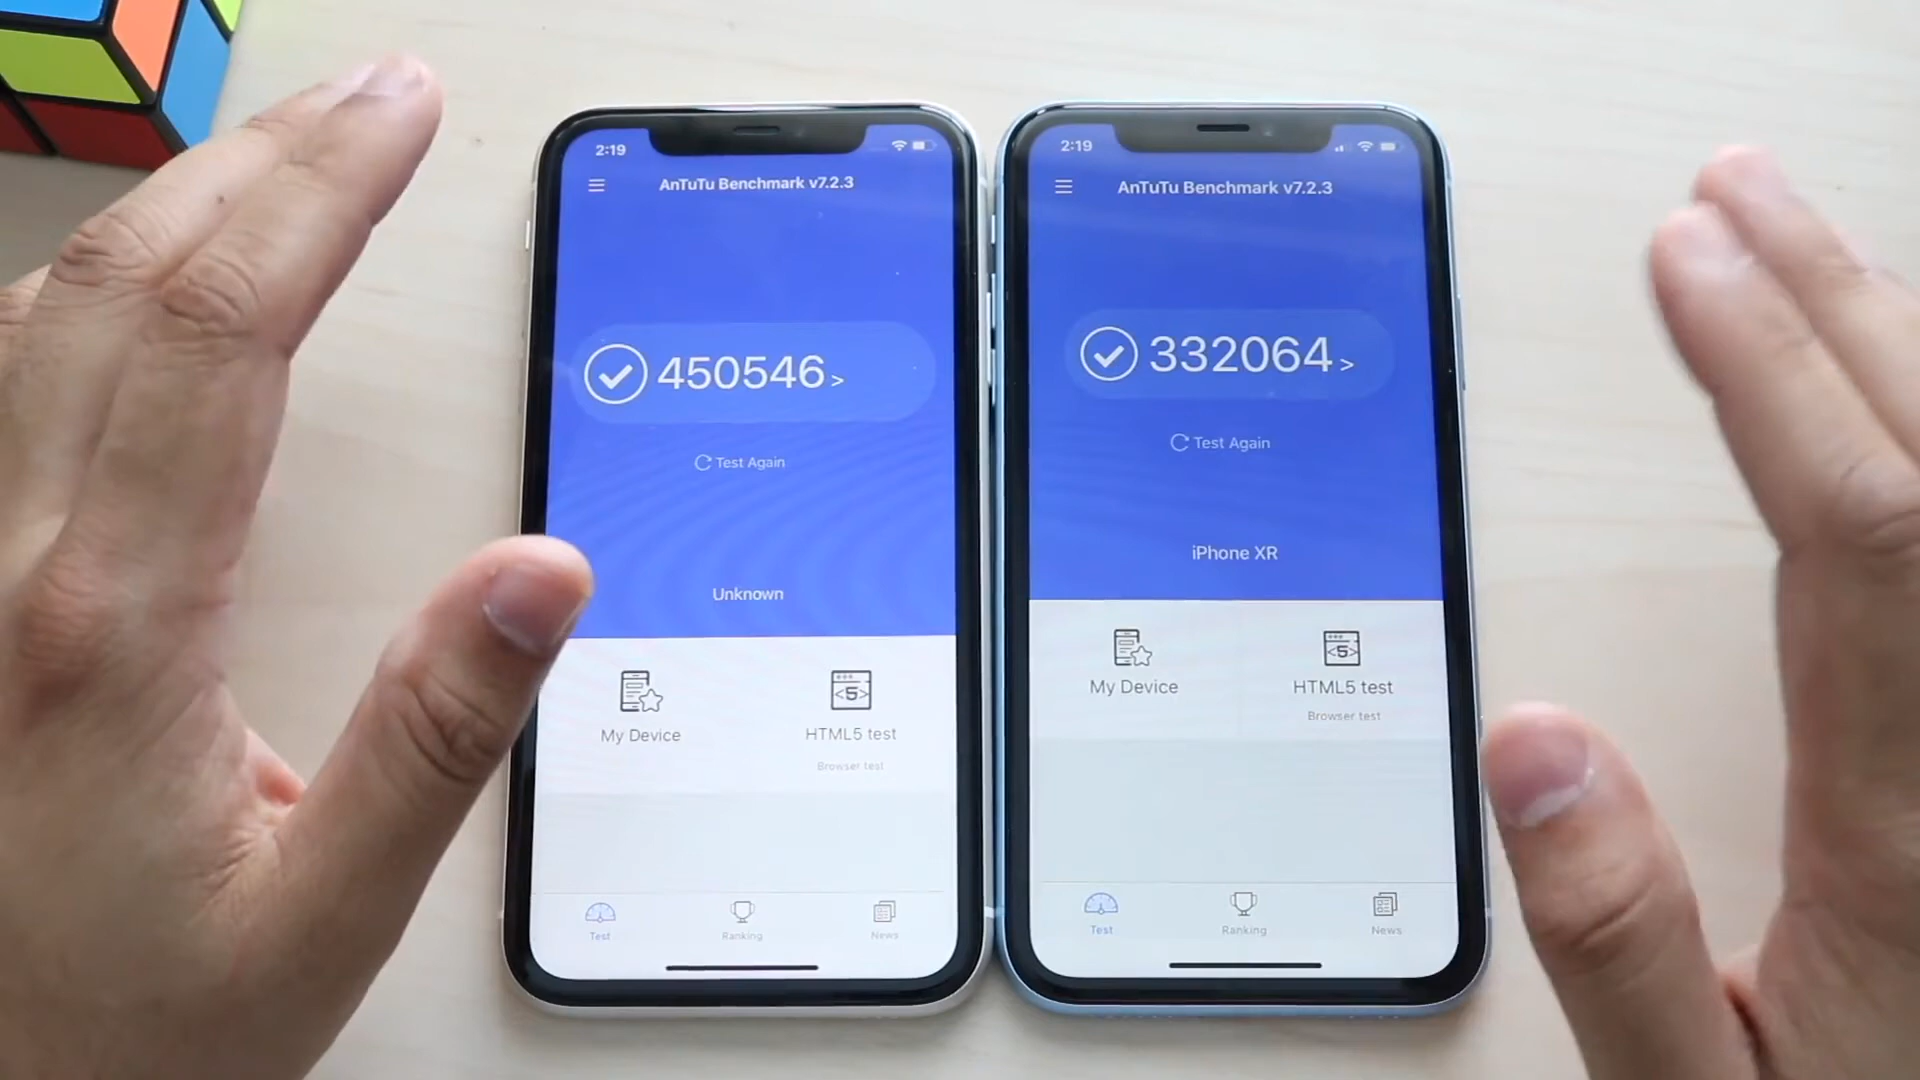 2:19
AnTuTu Benchmark v7.2.3
450546 >
Test Again
Unknown
My Device
HTML5 test
Browser test
Test
Ranking
News
2:19
AnTuTu Benchmark v7.2.3
332064 >
Test Again
iPhone XR
My Device
HTML5 test
Browser test
Test
Ranking
News